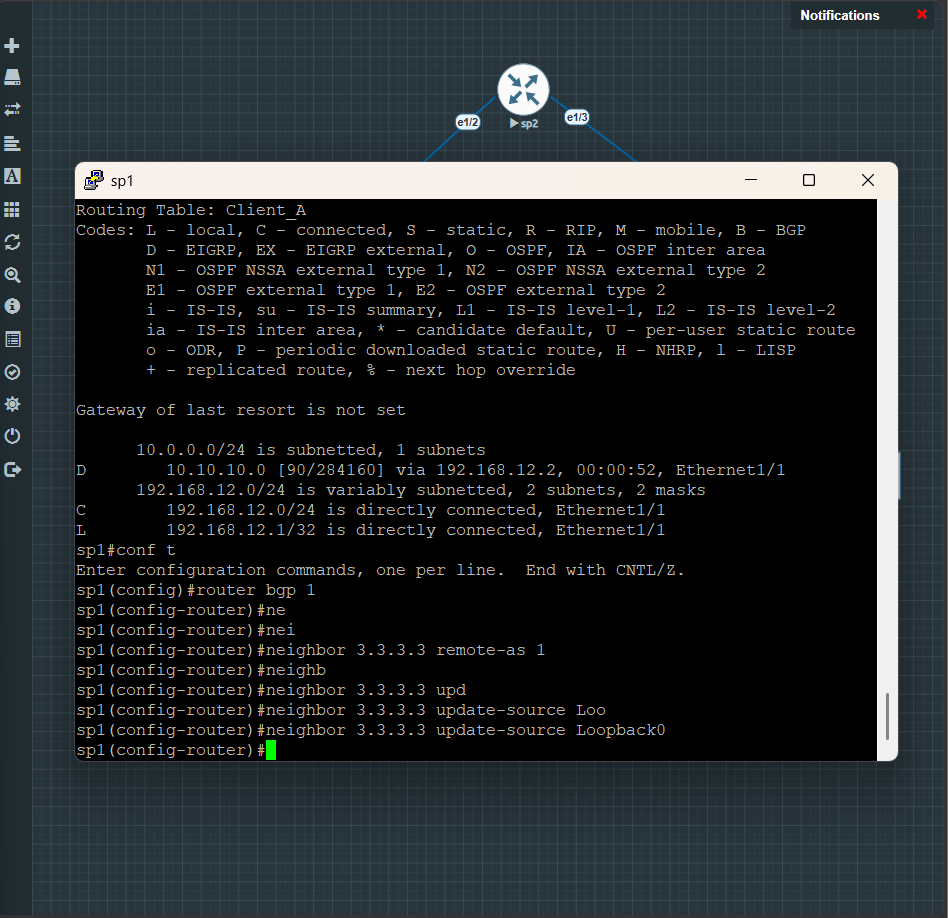 Notifications
e1/2
e1/3
sp2
sp1
Routing Table: Client_A
Codes: L - local, C - connected, S - static, R - RIP, M - mobile, B - BGP
       D - EIGRP, EX - EIGRP external, O - OSPF, IA - OSPF inter area
       N1 - OSPF NSSA external type 1, N2 - OSPF NSSA external type 2
       E1 - OSPF external type 1, E2 - OSPF external type 2
       i - IS-IS, su - IS-IS summary, L1 - IS-IS level-1, L2 - IS-IS level-2
       ia - IS-IS inter area, * - candidate default, U - per-user static route
       o - ODR, P - periodic downloaded static route, H - NHRP, l - LISP
       + - replicated route, % - next hop override
Gateway of last resort is not set
      10.0.0.0/24 is subnetted, 1 subnets
D        10.10.10.0 [90/284160] via 192.168.12.2, 00:00:52, Ethernet1/1
      192.168.12.0/24 is variably subnetted, 2 subnets, 2 masks
C        192.168.12.0/24 is directly connected, Ethernet1/1
L        192.168.12.1/32 is directly connected, Ethernet1/1
sp1#conf t
Enter configuration commands, one per line.  End with CNTL/Z.
sp1(config)#router bgp 1
sp1(config-router)#ne
sp1(config-router)#nei
sp1(config-router)#neighbor 3.3.3.3 remote-as 1
sp1(config-router)#neighb
sp1(config-router)#neighbor 3.3.3.3 upd
sp1(config-router)#neighbor 3.3.3.3 update-source Loo
sp1(config-router)#neighbor 3.3.3.3 update-source Loopback0
sp1(config-router)#